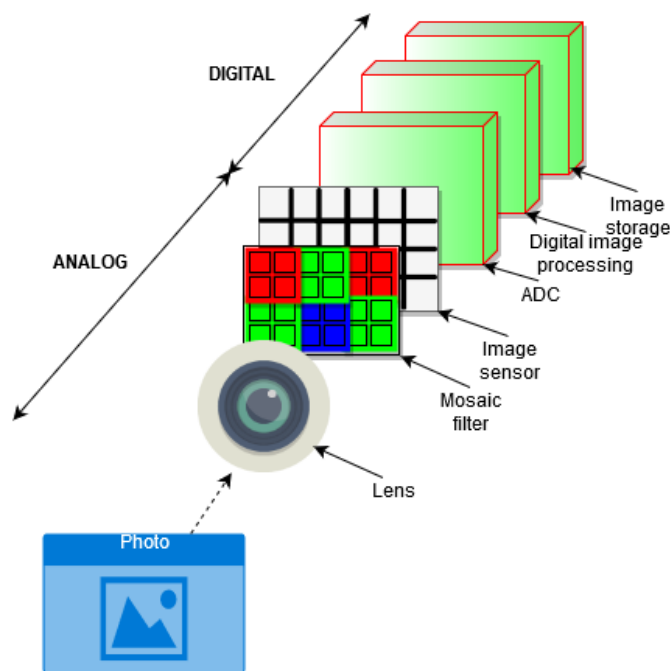 DIGITAL
ANALOG
Image
storage
Digital image
processing
ADC
Image
sensor
Mosaic
filter
Lens
Photo